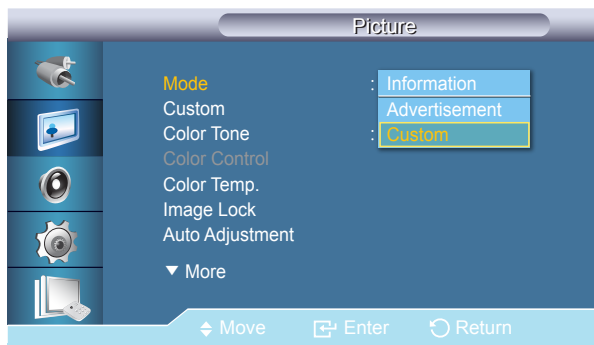 Picture
Mode : Information
Custom Advertisement
Color Tone : Custom
Color Control
Color Temp.
Image Lock
Auto Adjustment
▼ More
Move Enter Return